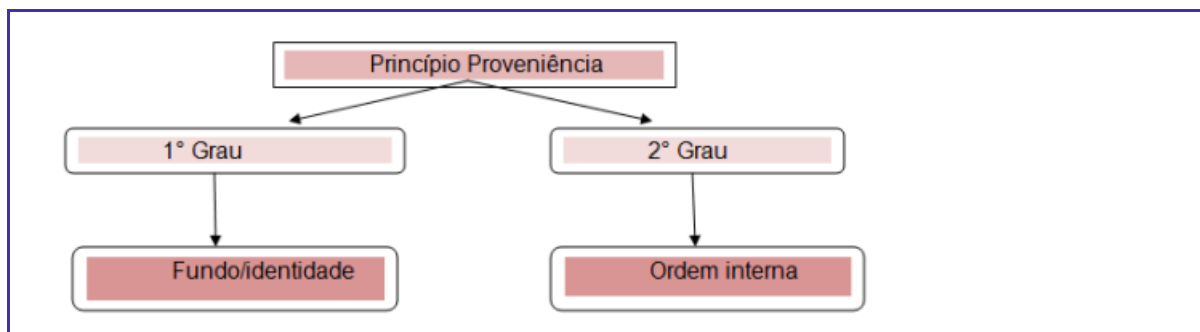 Princípio Proveniência
1° Grau
2° Grau
Fundo/identidade
Ordem interna